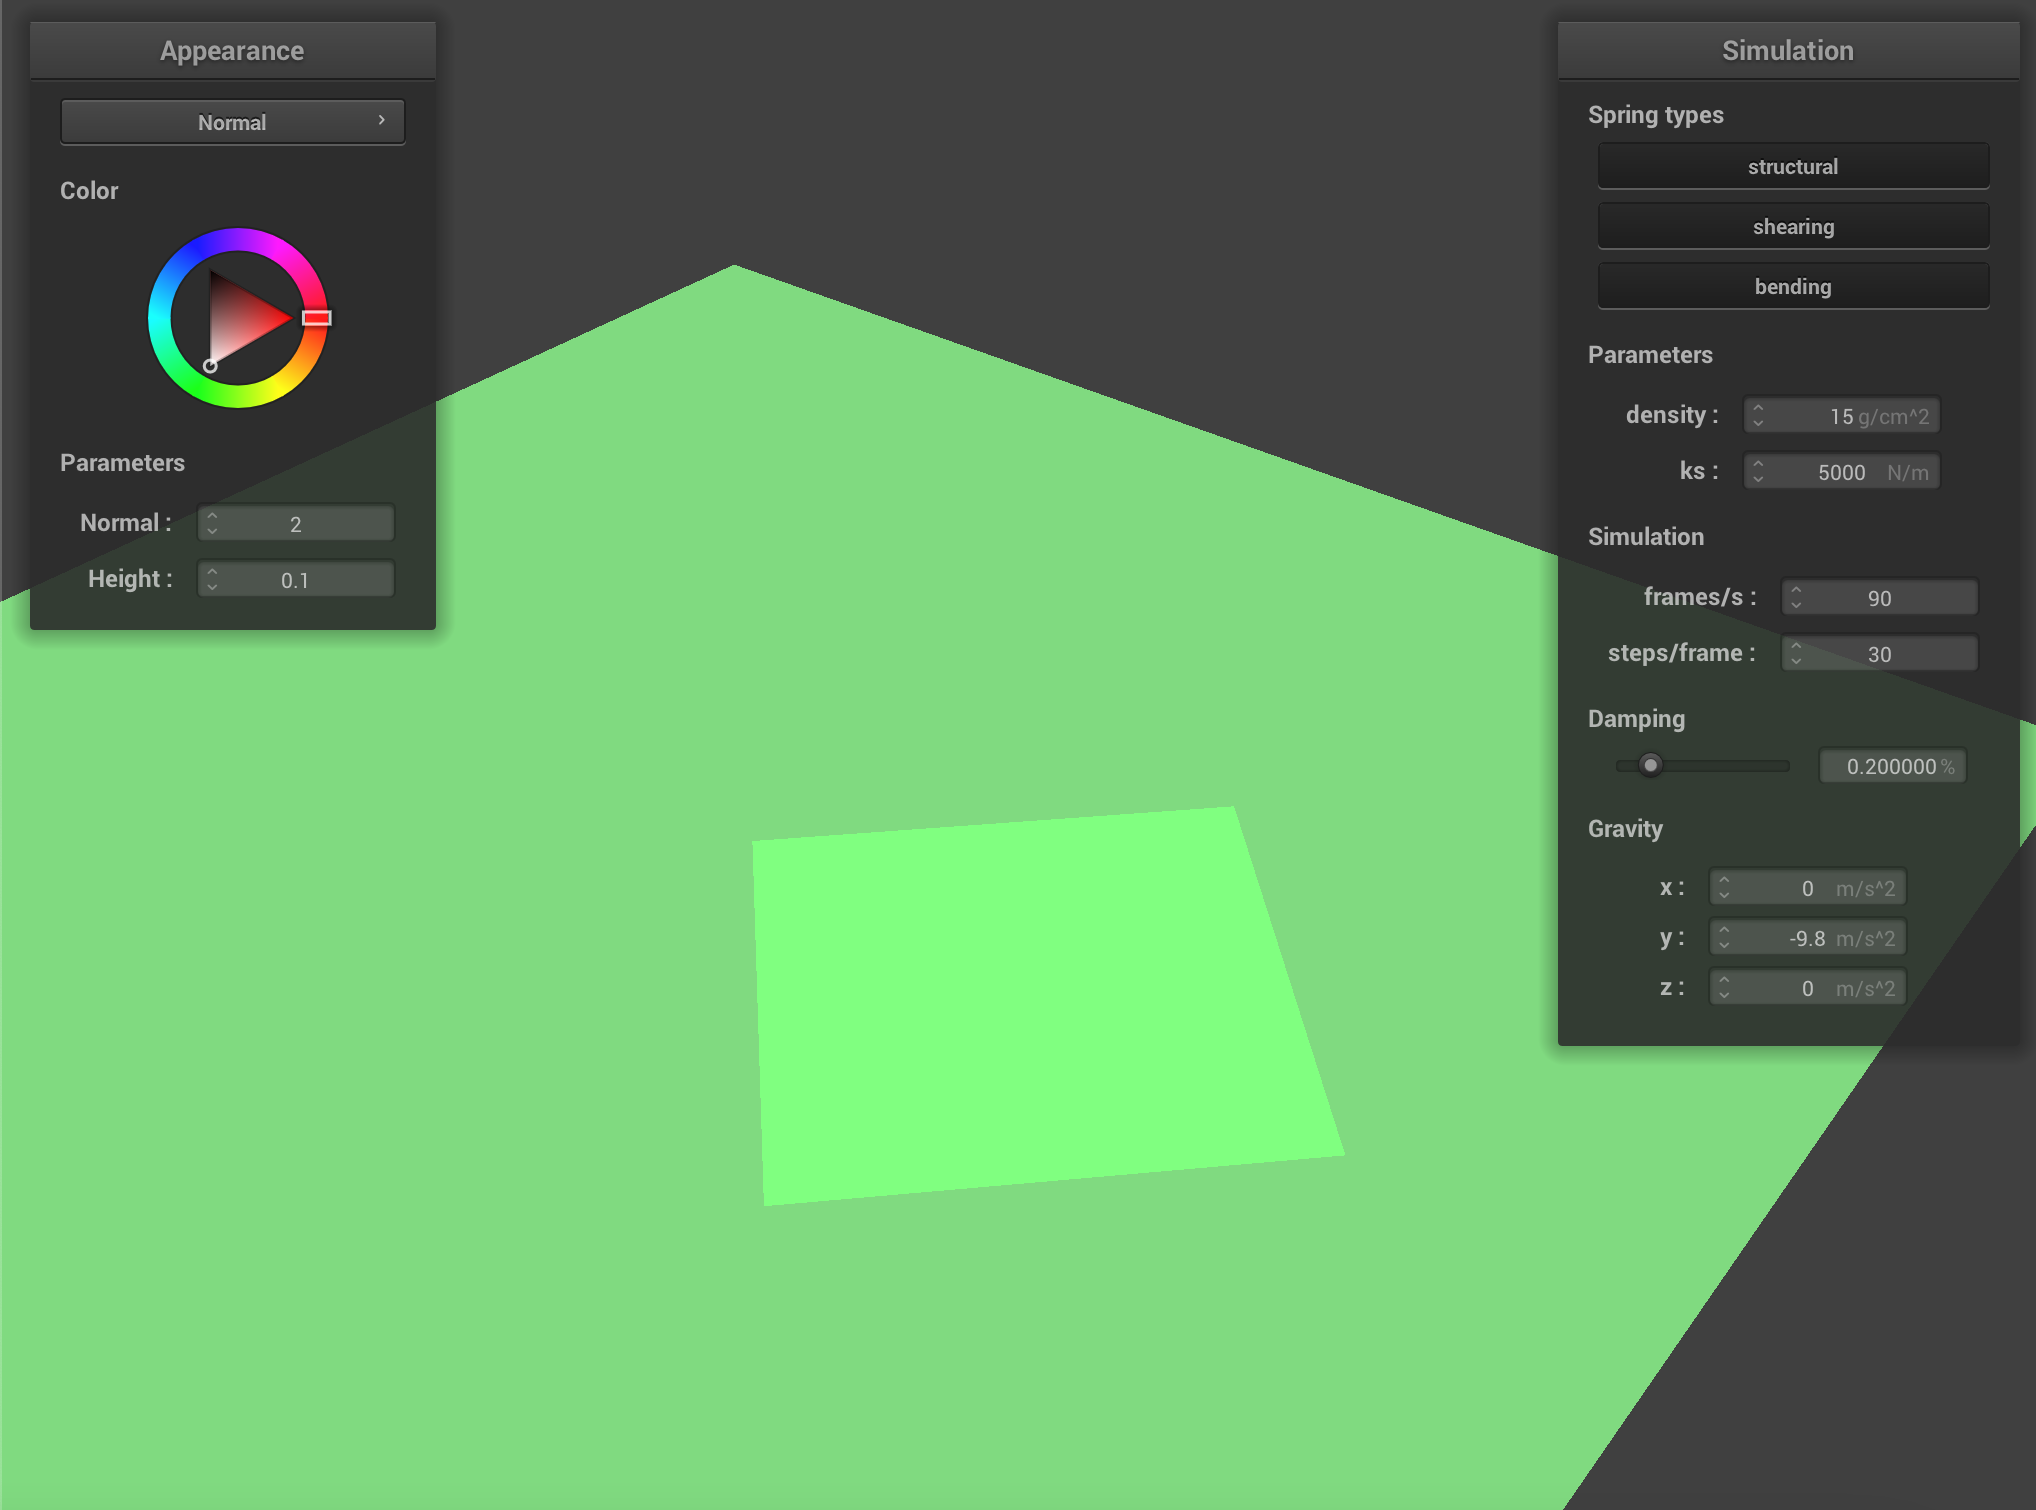 Appearance
Normal
Color
Parameters
Normal : 2
Height : 0.1
Simulation
Spring types
structural
shearing
bending
Parameters
density : 15 g/cm^2
ks : 5000 N/m
Simulation
frames/s : 90
steps/frame : 30
Damping
0.200000 %
Gravity
x : 0 m/s^2
y : -9.8 m/s^2
z : 0 m/s^2